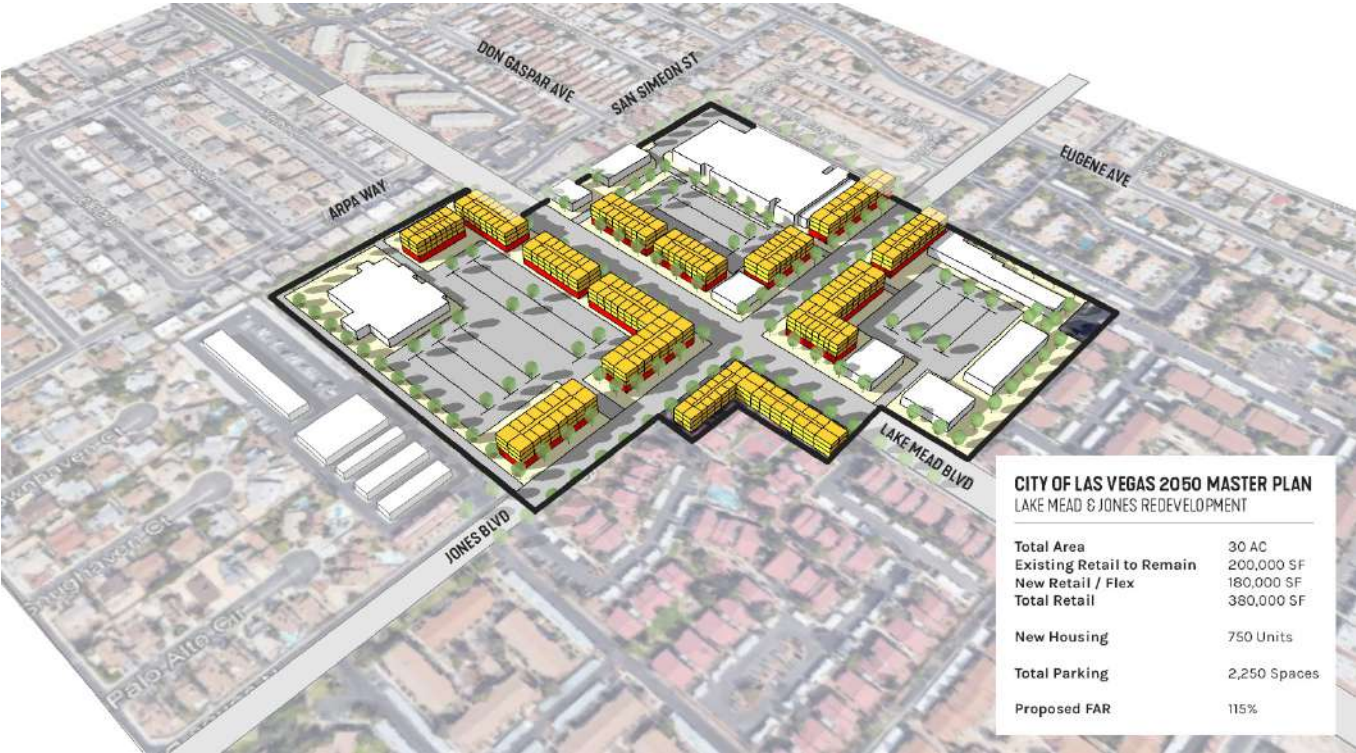 DON GASPAR AVE
SAN SIMEON ST
EUGENE AVE
ARPA WAY
LAKE MEAD BLVD
JONES BLVD
Palo Alto Cir
CITY OF LAS VEGAS 2050 MASTER PLAN
LAKE MEAD & JONES REDEVELOPMENT
Total Area 30 AC
Existing Retail to Remain 200,000 SF
New Retail / Flex 180,000 SF
Total Retail 380,000 SF
New Housing 750 Units
Total Parking 2,250 Spaces
Proposed FAR 115%